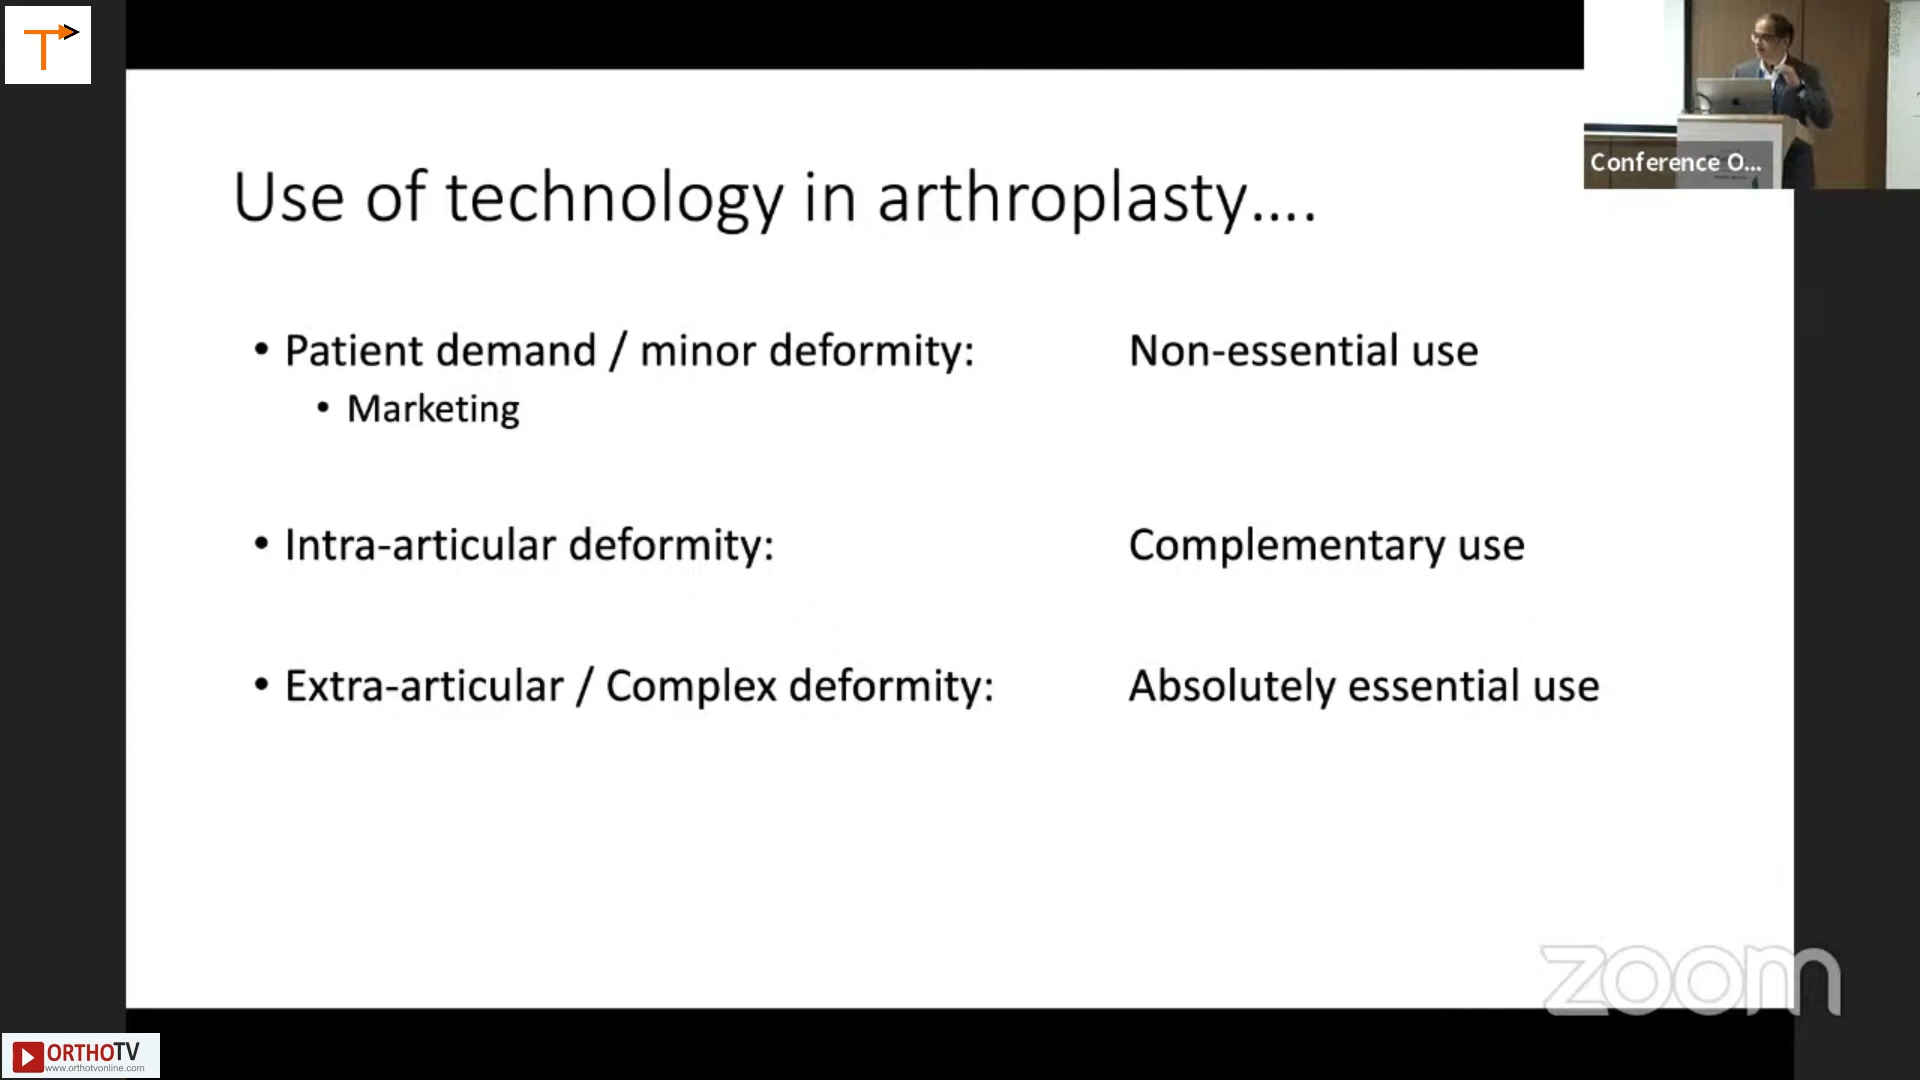 T
Conference O...
Use of technology in arthroplasty....
• Patient demand / minor deformity: Non-essential use
• Marketing
• Intra-articular deformity: Complementary use
• Extra-articular / Complex deformity: Absolutely essential use
zoom
ORTHOTV
www.orthotvonline.com